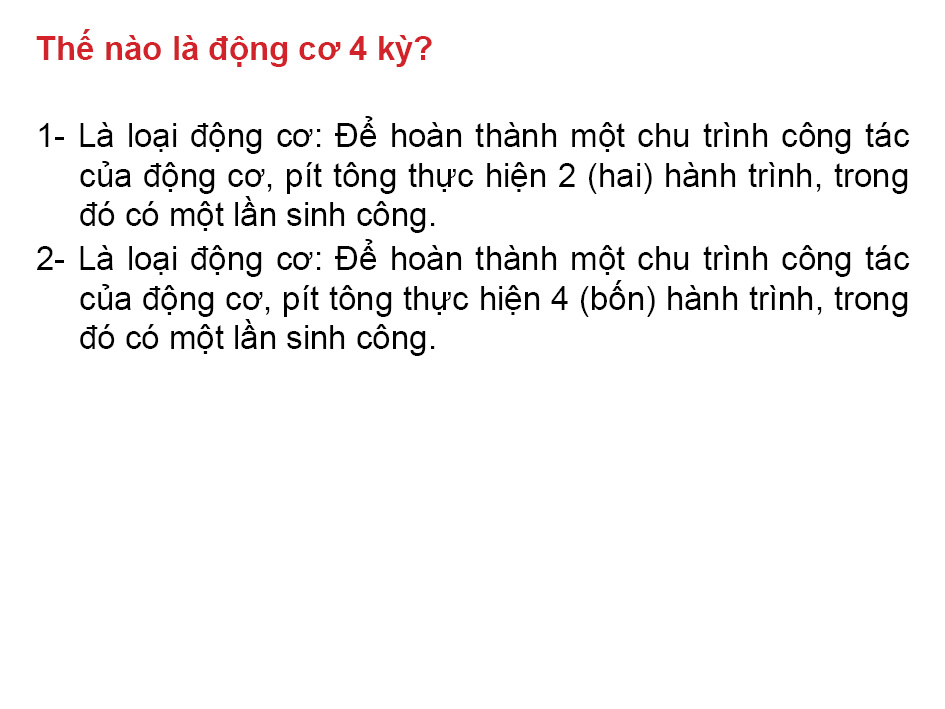 Thế nào là động cơ 4 kỳ?
1- Là loại động cơ: Để hoàn thành một chu trình công tác
của động cơ, pít tông thực hiện 2 (hai) hành trình, trong
đó có một lần sinh công.
2- Là loại động cơ: Để hoàn thành một chu trình công tác
của động cơ, pít tông thực hiện 4 (bốn) hành trình, trong
đó có một lần sinh công.